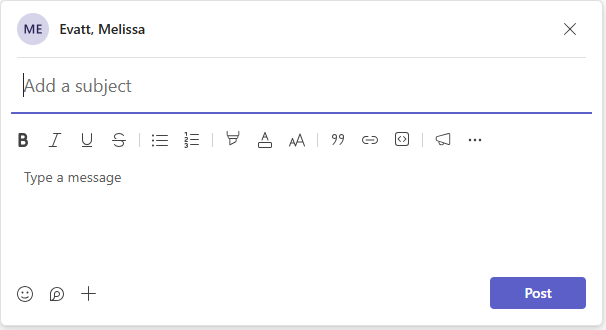 ME Evatt, Melissa
Add a subject
Type a message
Post